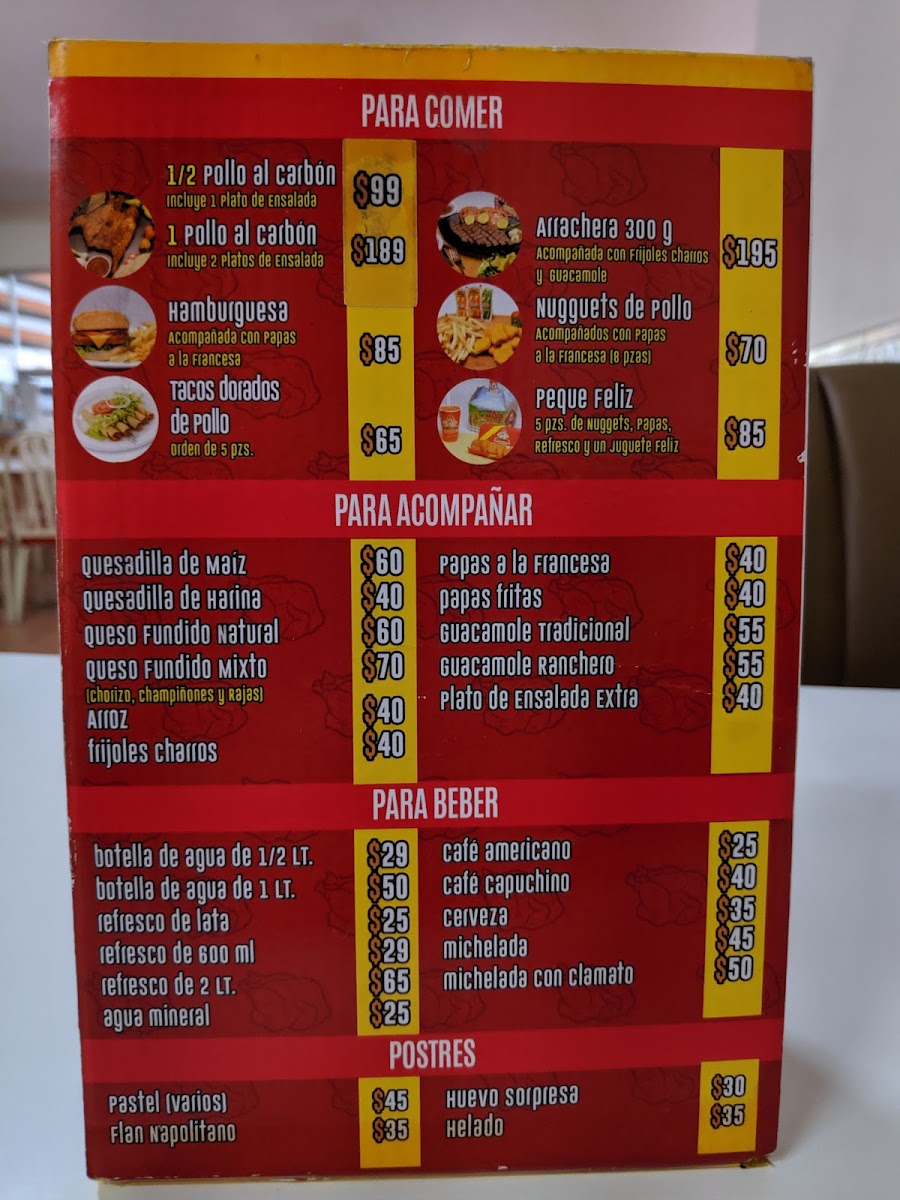 PARA COMER
1/2 Pollo al Carbón $99
Incluye 1 Plato de Ensalada
1 Pollo al Carbón $189
Incluye 2 Platos de Ensalada
Hamburguesa
Acompañada con Papas
a la Francesa $85
Tacos dorados
de Pollo
orden de 5 pzs. $65
Arrachera 300 g
Acompañada con Frijoles charros $195
y Guacamole
Nugguets de Pollo
Acompañados con Papas
a la Francesa (8 pzas) $70
Peque Feliz
5 pzs. de Nuggets, Papas, $85
Refresco y un Juguete Feliz
PARA ACOMPAÑAR
Quesadilla de Maíz $60
Quesadilla de Harina $40
Queso Fundido Natural $60
Queso Fundido Mixto $70
(Chorizo, Champiñones y Rajas)
Arroz $40
frijoles charros $40
Papas a la Francesa $40
papas fritas $40
Guacamole Tradicional $55
Guacamole Ranchero $55
Plato de Ensalada Extra $40
PARA BEBER
botella de agua de 1/2 LT. $29
botella de agua de 1 LT. $50
refresco de lata $25
refresco de 600 ml $29
refresco de 2 LT. $65
agua mineral $25
café americano $25
café capuchino $40
cerveza $35
michelada $45
michelada con clamato $50
POSTRES
Pastel (varios) $45
Flan Napolitano $35
Huevo Sorpresa $30
Helado $35